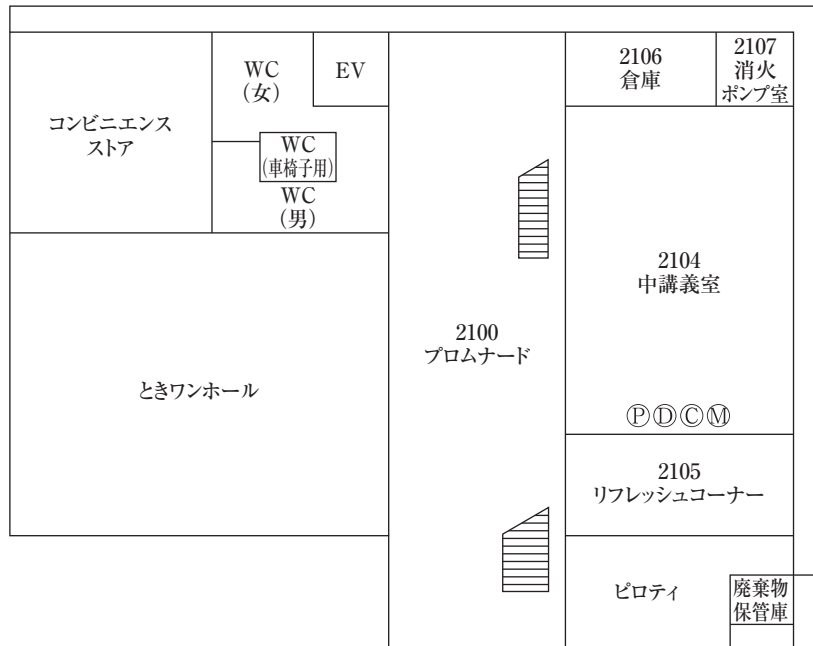 コンビニエンス
ストア
WC
(女)
EV
WC
(車椅子用)
WC
(男)
ときワンホール
2100
プロムナード
2106
倉庫
2107
消火
ポンプ室
2104
中講義室
ⓅⒹⒸⓂ
2105
リフレッシュコーナー
ピロティ
廃棄物
保管庫